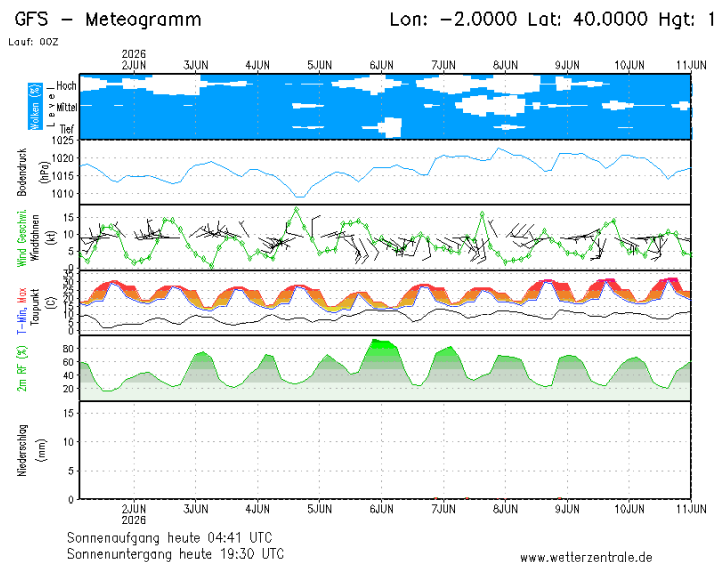 GFS – Meteogramm Lon: −2.0000 Lat: 40.0000 Hgt: 1
Lauf: 00Z
2026
2JUN 3JUN 4JUN 5JUN 6JUN 7JUN 8JUN 9JUN 10JUN 11JUN
Wolken (%)
Level
Hoch
Mittel
Tief
Bodendruck
(hPa)
1025
1020
1015
1010
Wind Geschwi.
Windfahnen
(kt)
15
10
5
0
T-Min, Max
Taupunkt
(C)
2m RF (%)
80
60
40
20
Niederschlag
(mm)
15
10
5
0
2JUN 3JUN 4JUN 5JUN 6JUN 7JUN 8JUN 9JUN 10JUN 11JUN
2026
Sonnenaufgang heute 04:41 UTC
Sonnenuntergang heute 19:30 UTC
www.wetterzentrale.de